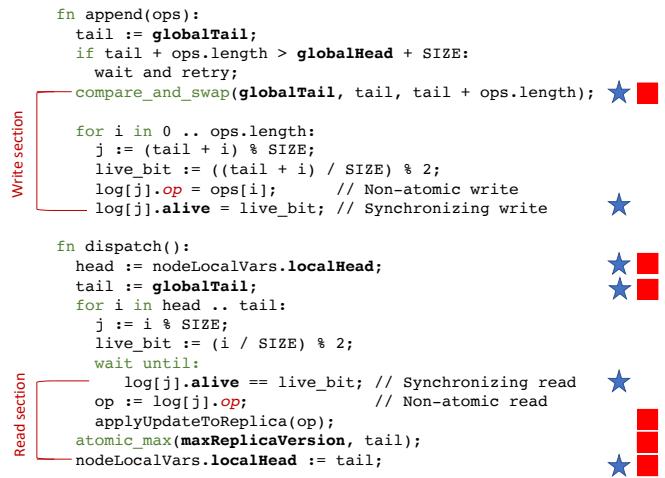 fn append(ops):
tail := globalTail;
if tail + ops.length > globalHead + SIZE:
wait and retry;
compare_and_swap(globalTail, tail, tail + ops.length);
Write section
for i in 0 .. ops.length:
j := (tail + i) % SIZE;
live_bit := ((tail + i) / SIZE) % 2;
log[j].op = ops[i]; // Non-atomic write
log[j].alive = live_bit; // Synchronizing write
fn dispatch():
head := nodeLocalVars.localHead;
tail := globalTail;
for i in head .. tail:
j := i % SIZE;
live_bit := (i / SIZE) % 2;
wait until:
Read section
log[j].alive == live_bit; // Synchronizing read
op := log[j].op; // Non-atomic read
applyUpdateToReplica(op);
atomic_max(maxReplicaVersion, tail);
nodeLocalVars.localHead := tail;